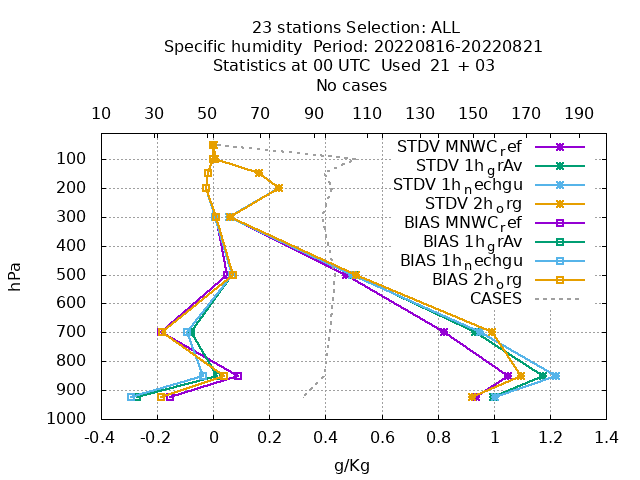 23 stations Selection: ALL
Specific humidity  Period: 20220816-20220821
Statistics at 00 UTC  Used  21 + 03
No cases
10 30 50 70 90 110 130 150 170 190
STDV MNWC_ref
STDV 1h_grAv
STDV 1h_nechgu
STDV 2h_org
BIAS MNWC_ref
BIAS 1h_grAv
BIAS 1h_nechgu
BIAS 2h_org
CASES
hPa
100
200
300
400
500
600
700
800
900
1000
-0.4 -0.2 0 0.2 0.4 0.6 0.8 1 1.2 1.4
g/Kg